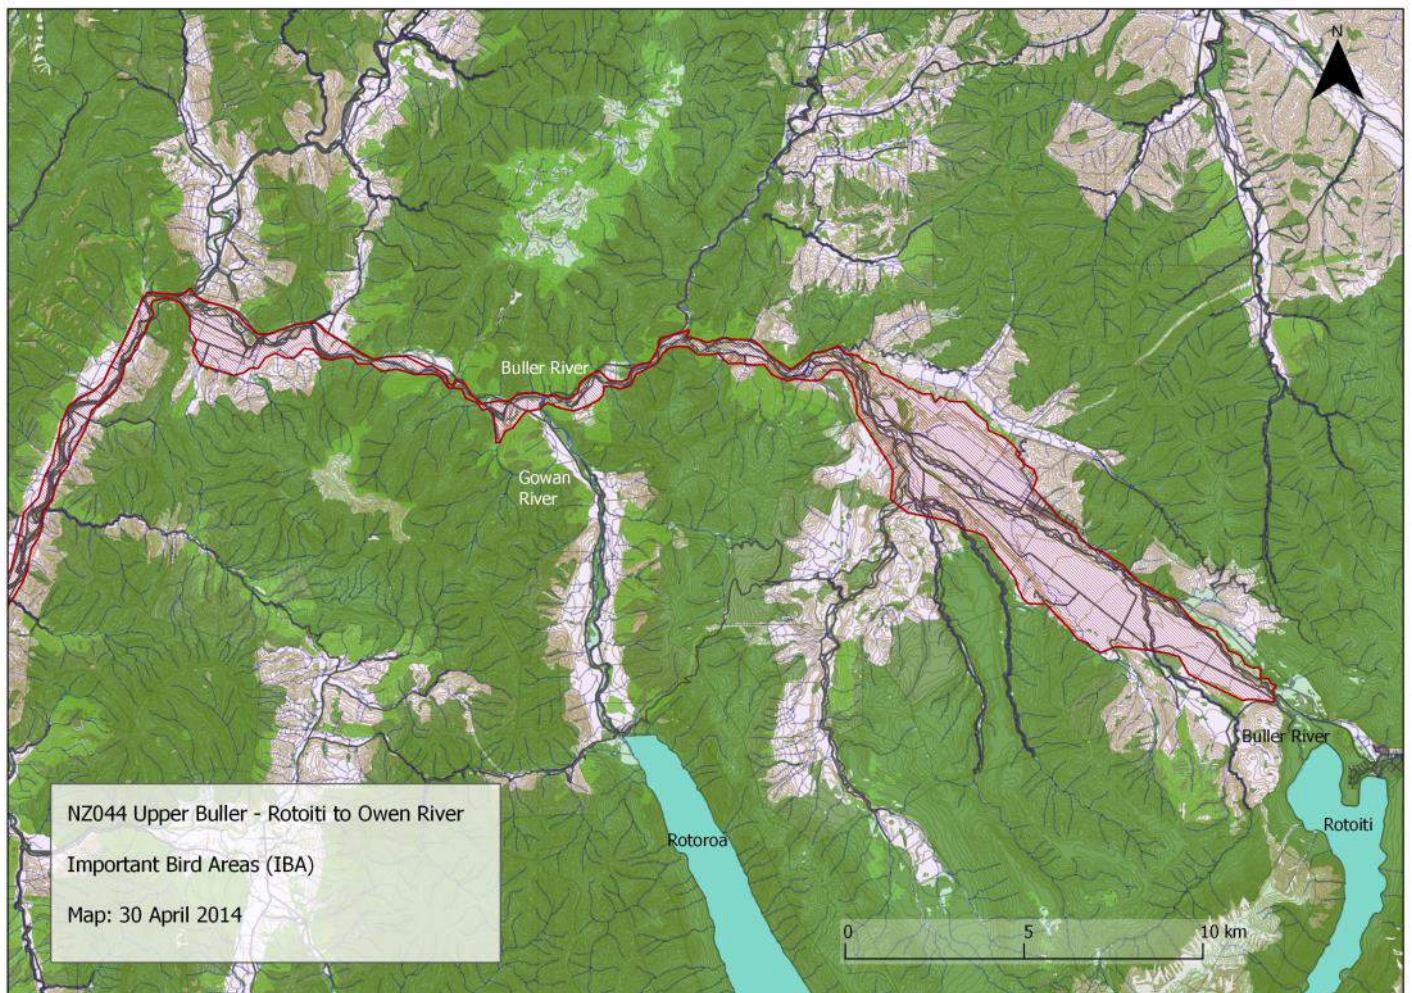 N
Buller River
Gowan
River
Buller River
Rotoroa
Rotoiti
NZ044 Upper Buller - Rotoiti to Owen River
Important Bird Areas (IBA)
Map: 30 April 2014
0 5 10 km